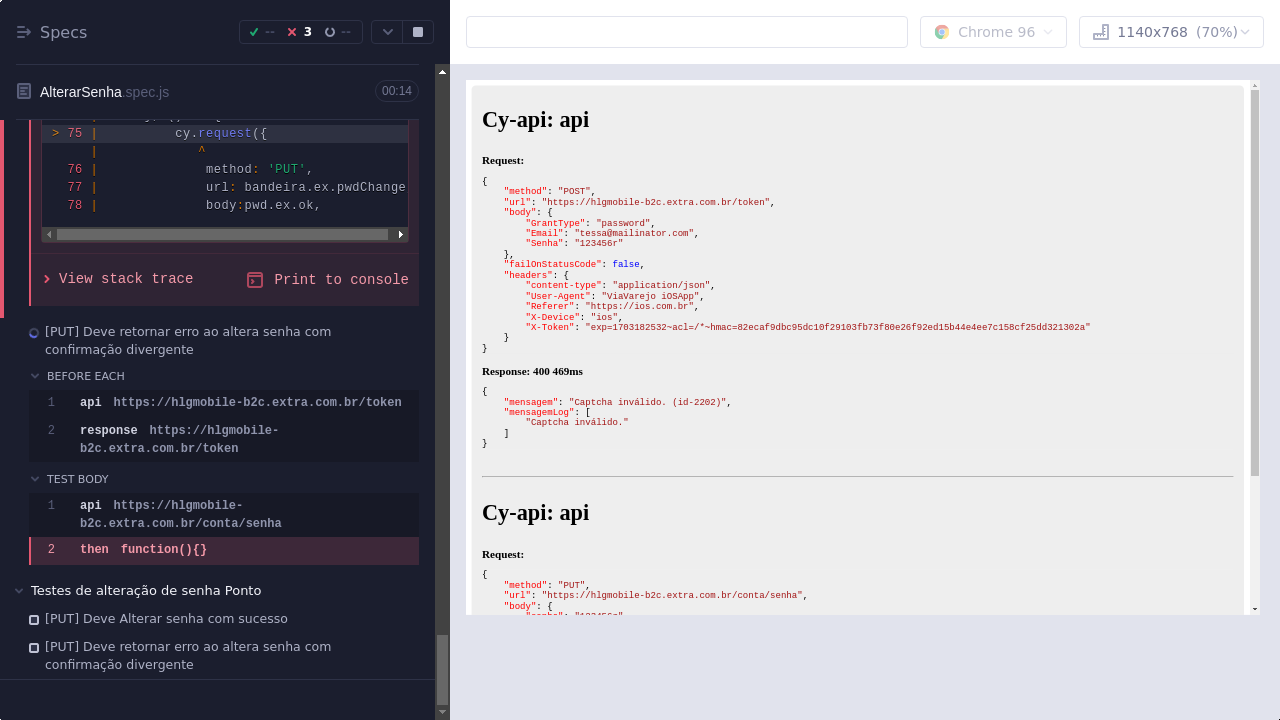 Specs
--
3
--
AlterarSenha.spec.js
00:14
> 75 | cy.request({
| ^
76 | method: 'PUT',
77 | url: bandeira.ex.pwdChange
78 | body:pwd.ex.ok,
View stack trace
Print to console
[PUT] Deve retornar erro ao altera senha com
confirmação divergente
BEFORE EACH
1 api https://hlgmobile-b2c.extra.com.br/token
2 response https://hlgmobile-
b2c.extra.com.br/token
TEST BODY
1 api https://hlgmobile-
b2c.extra.com.br/conta/senha
2 then function(){}
Testes de alteração de senha Ponto
[PUT] Deve Alterar senha com sucesso
[PUT] Deve retornar erro ao altera senha com
confirmação divergente
Chrome 96
1140x768 (70%)
Cy-api: api
Request:
{
"method": "POST",
"url": "https://hlgmobile-b2c.extra.com.br/token",
"body": {
"GrantType": "password",
"Email": "tessa@mailinator.com",
"Senha": "123456r"
},
"failOnStatusCode": false,
"headers": {
"content-type": "application/json",
"User-Agent": "ViaVarejo iOSApp",
"Referer": "https://ios.com.br",
"X-Device": "ios",
"X-Token": "exp=1703182532~acl=/*~hmac=82ecaf9dbc95dc10f29103fb73f80e26f92ed15b44e4ee7c158cf25dd321302a"
}
}
Response: 400 469ms
{
"mensagem": "Captcha inválido. (id-2202)",
"mensagemLog": [
"Captcha inválido."
]
}
Cy-api: api
Request:
{
"method": "PUT",
"url": "https://hlgmobile-b2c.extra.com.br/conta/senha",
"body": {